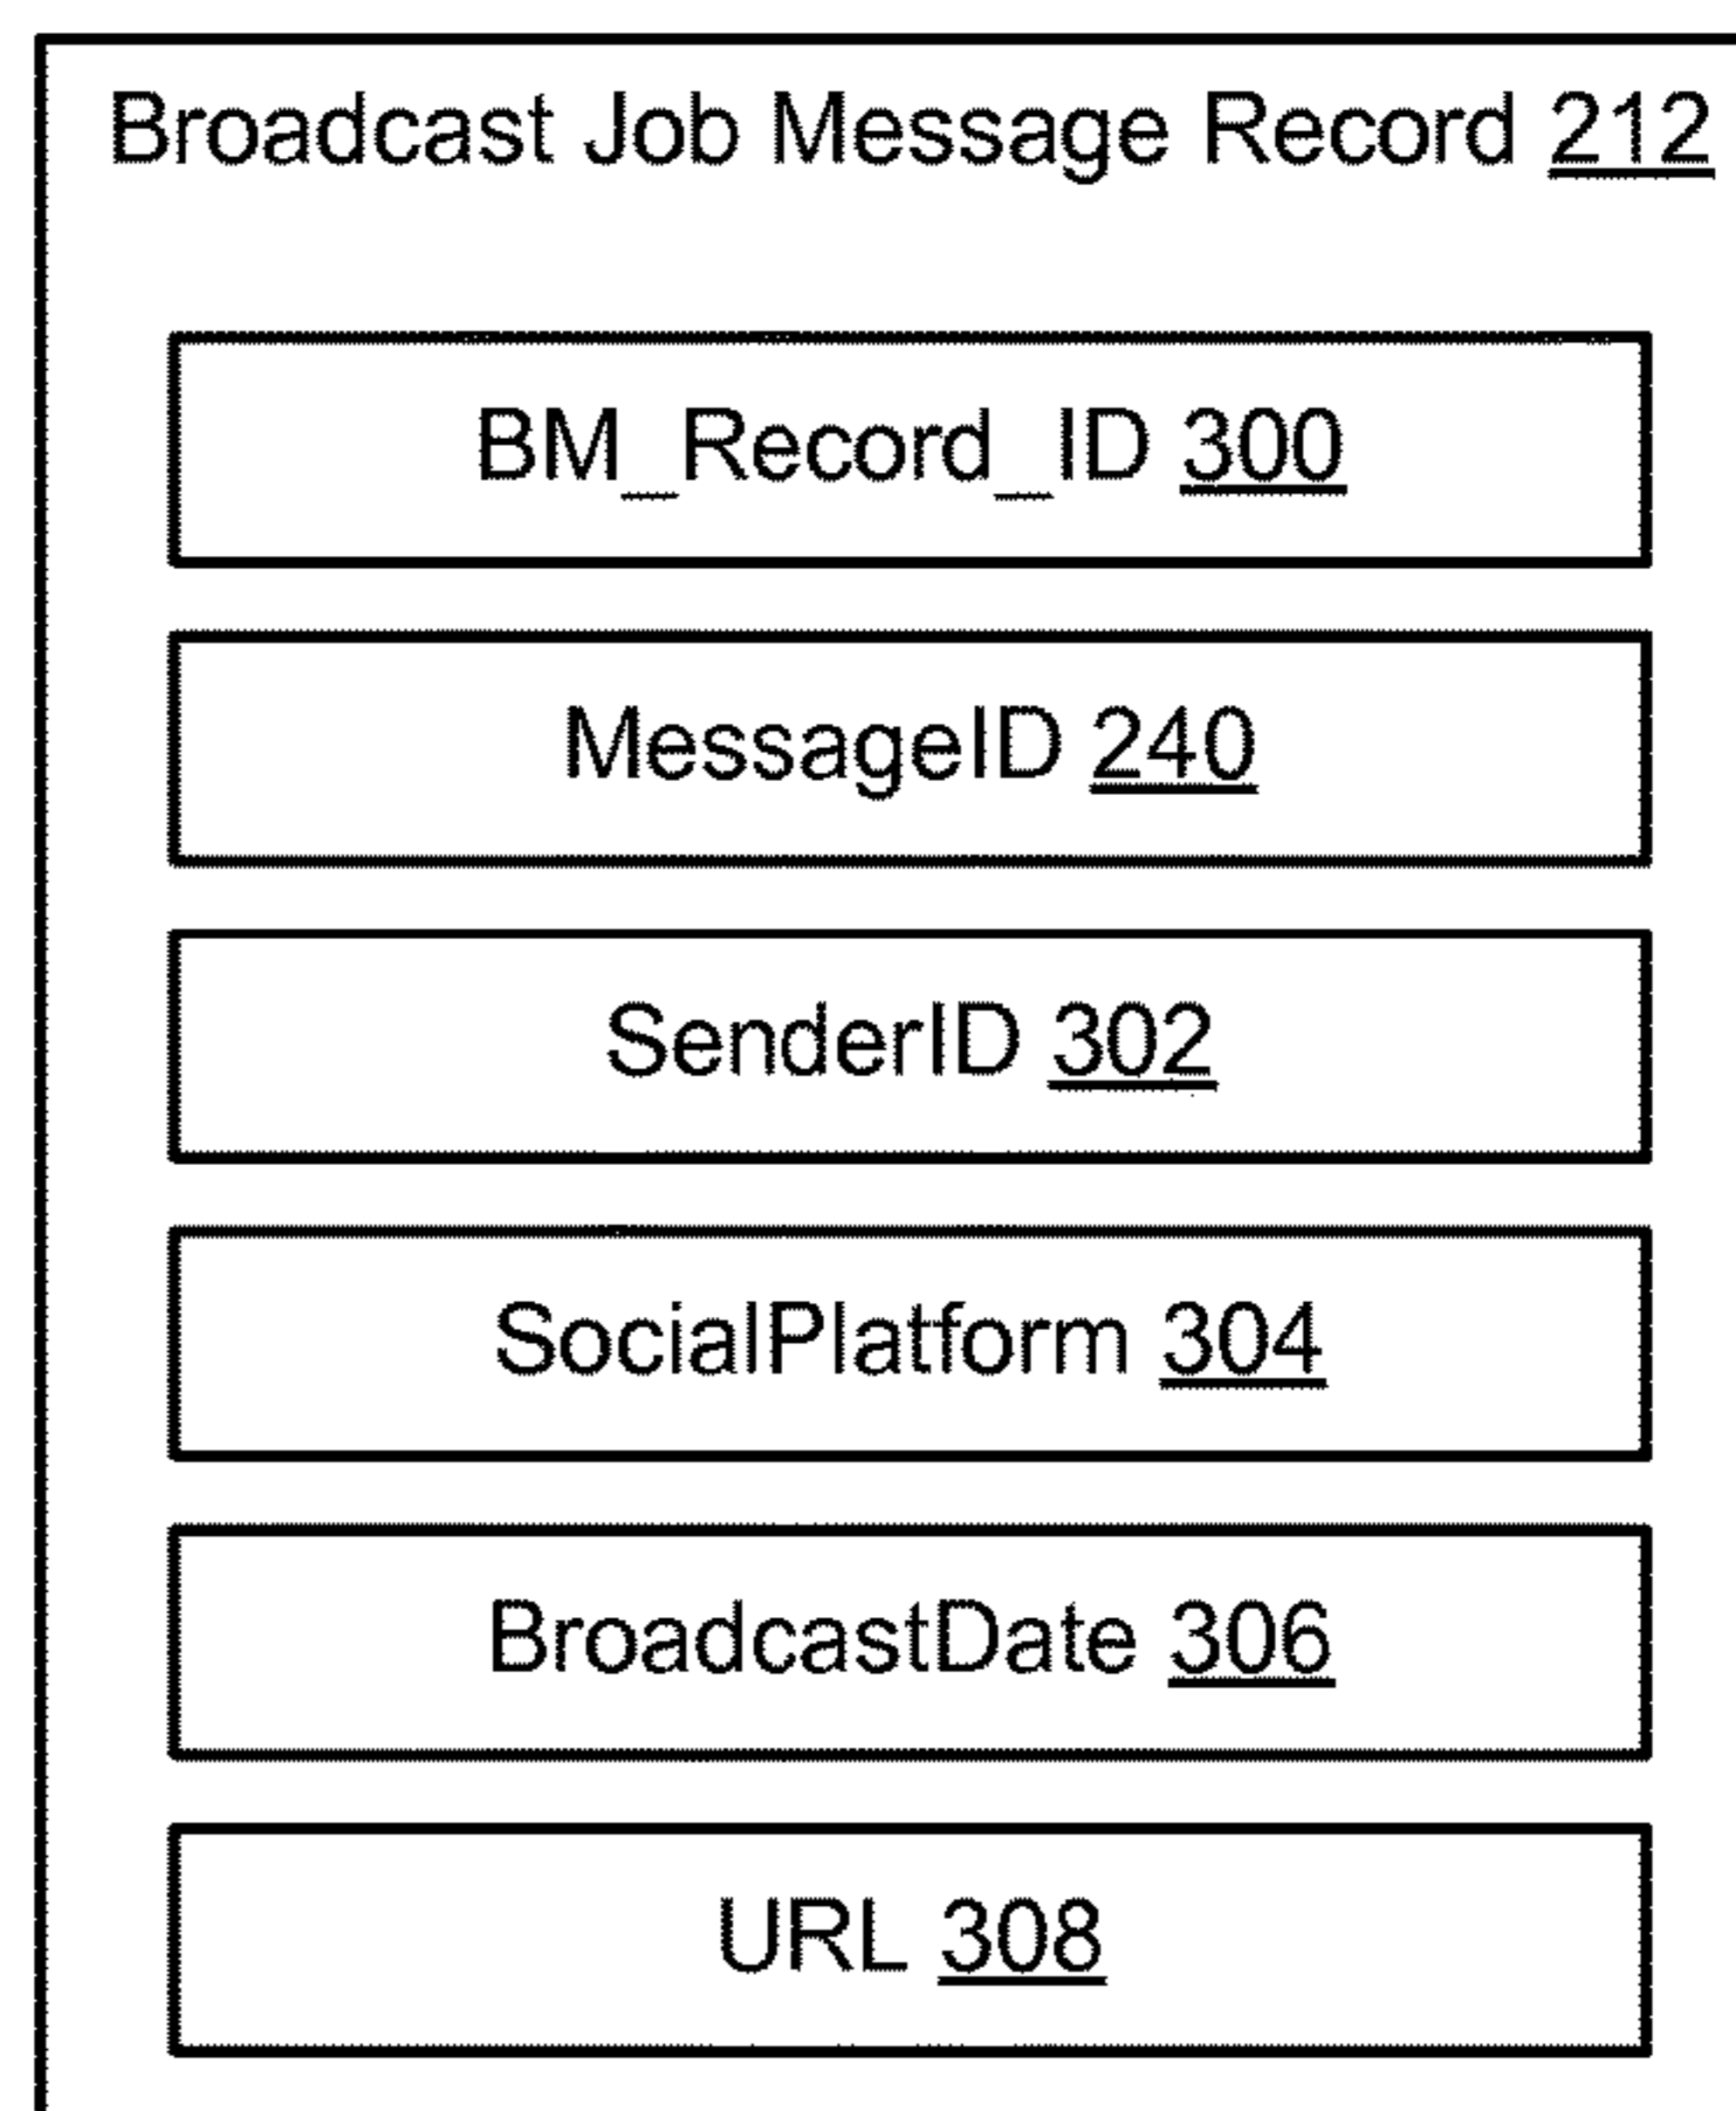 Broadcast Job Message Record 212
BM_Record_ID 300
MessageID 240
SenderID 302
SocialPlatform 304
BroadcastDate 306
URL 308